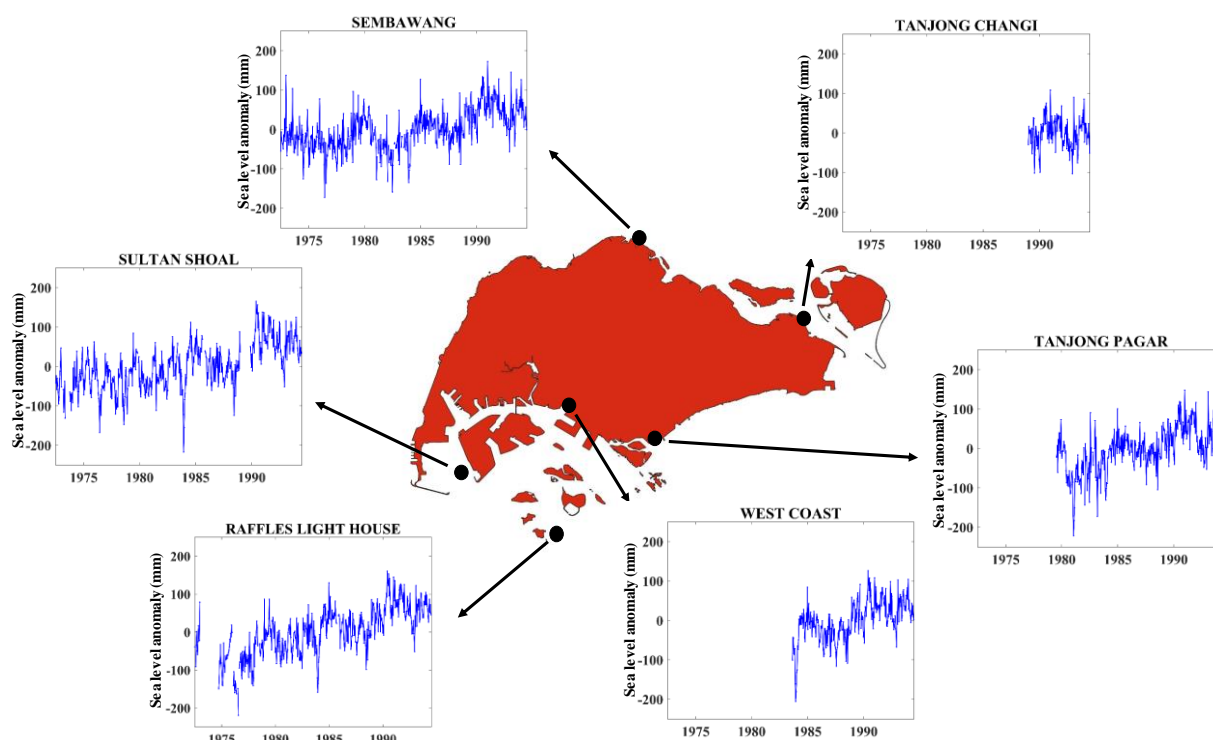 SEMBAWANG
Sea level anomaly (mm)
200
100
0
-100
-200
1975 1980 1985 1990
TANJONG CHANGI
Sea level anomaly (mm)
200
100
0
-100
-200
1975 1980 1985 1990
SULTAN SHOAL
Sea level anomaly (mm)
200
100
0
-100
-200
1975 1980 1985 1990
TANJONG PAGAR
Sea level anomaly (mm)
200
100
0
-100
-200
1975 1980 1985 1990
RAFFLES LIGHT HOUSE
Sea level anomaly (mm)
200
100
0
-100
-200
1975 1980 1985 1990
WEST COAST
Sea level anomaly (mm)
200
100
0
-100
-200
1975 1980 1985 1990